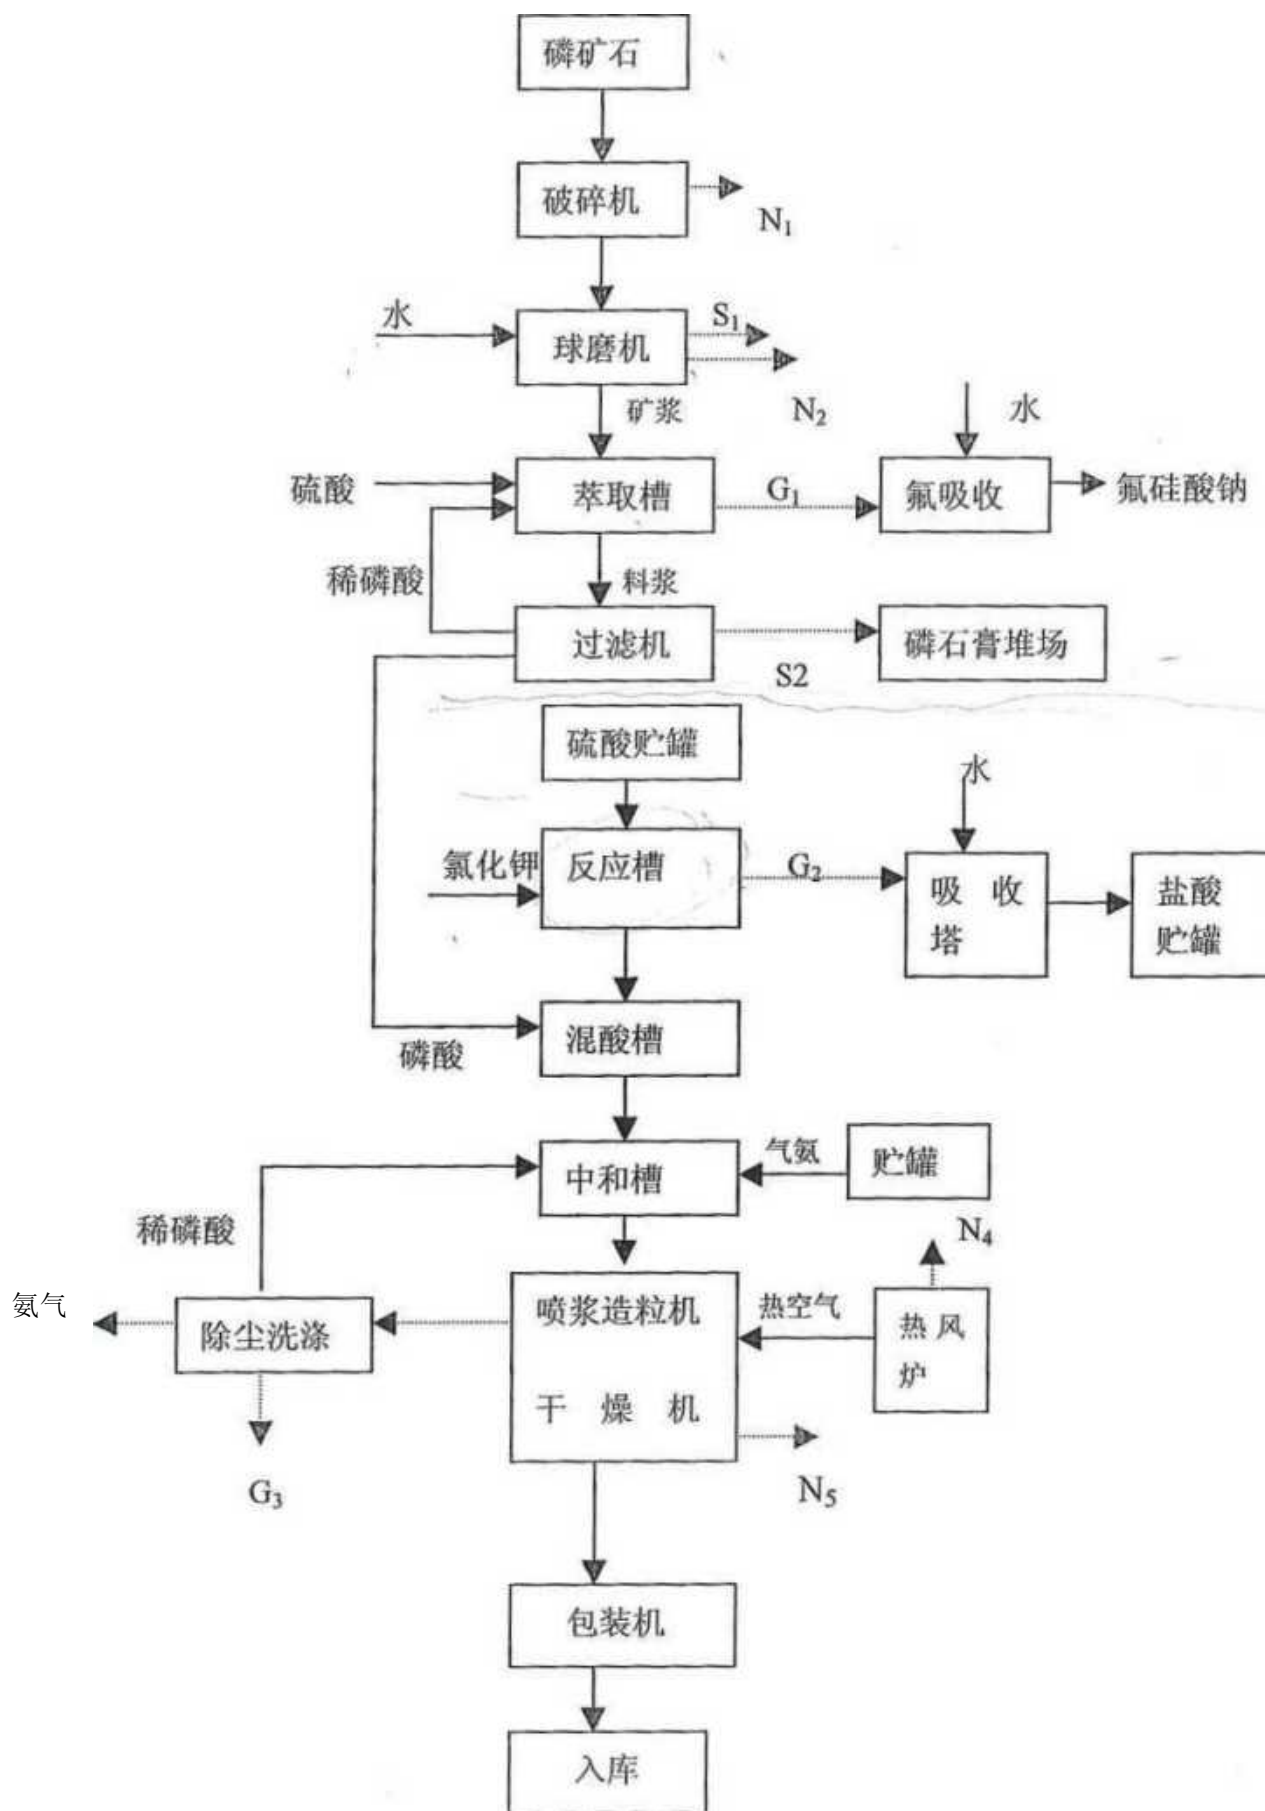 磷矿石
破碎机
N₁
水
球磨机
S₁
N₂
矿浆
水
硫酸
萃取槽
G₁
氟吸收
氟硅酸钠
稀磷酸
料浆
过滤机
S2
磷石膏堆场
硫酸贮罐
水
氯化钾
反应槽
G₂
吸 收
塔
盐酸
贮罐
磷酸
混酸槽
中和槽
气氨
贮罐
稀磷酸
N₄
氨气
除尘洗涤
喷浆造粒机
干 燥 机
热空气
热 风
炉
G₃
N₅
包装机
入库